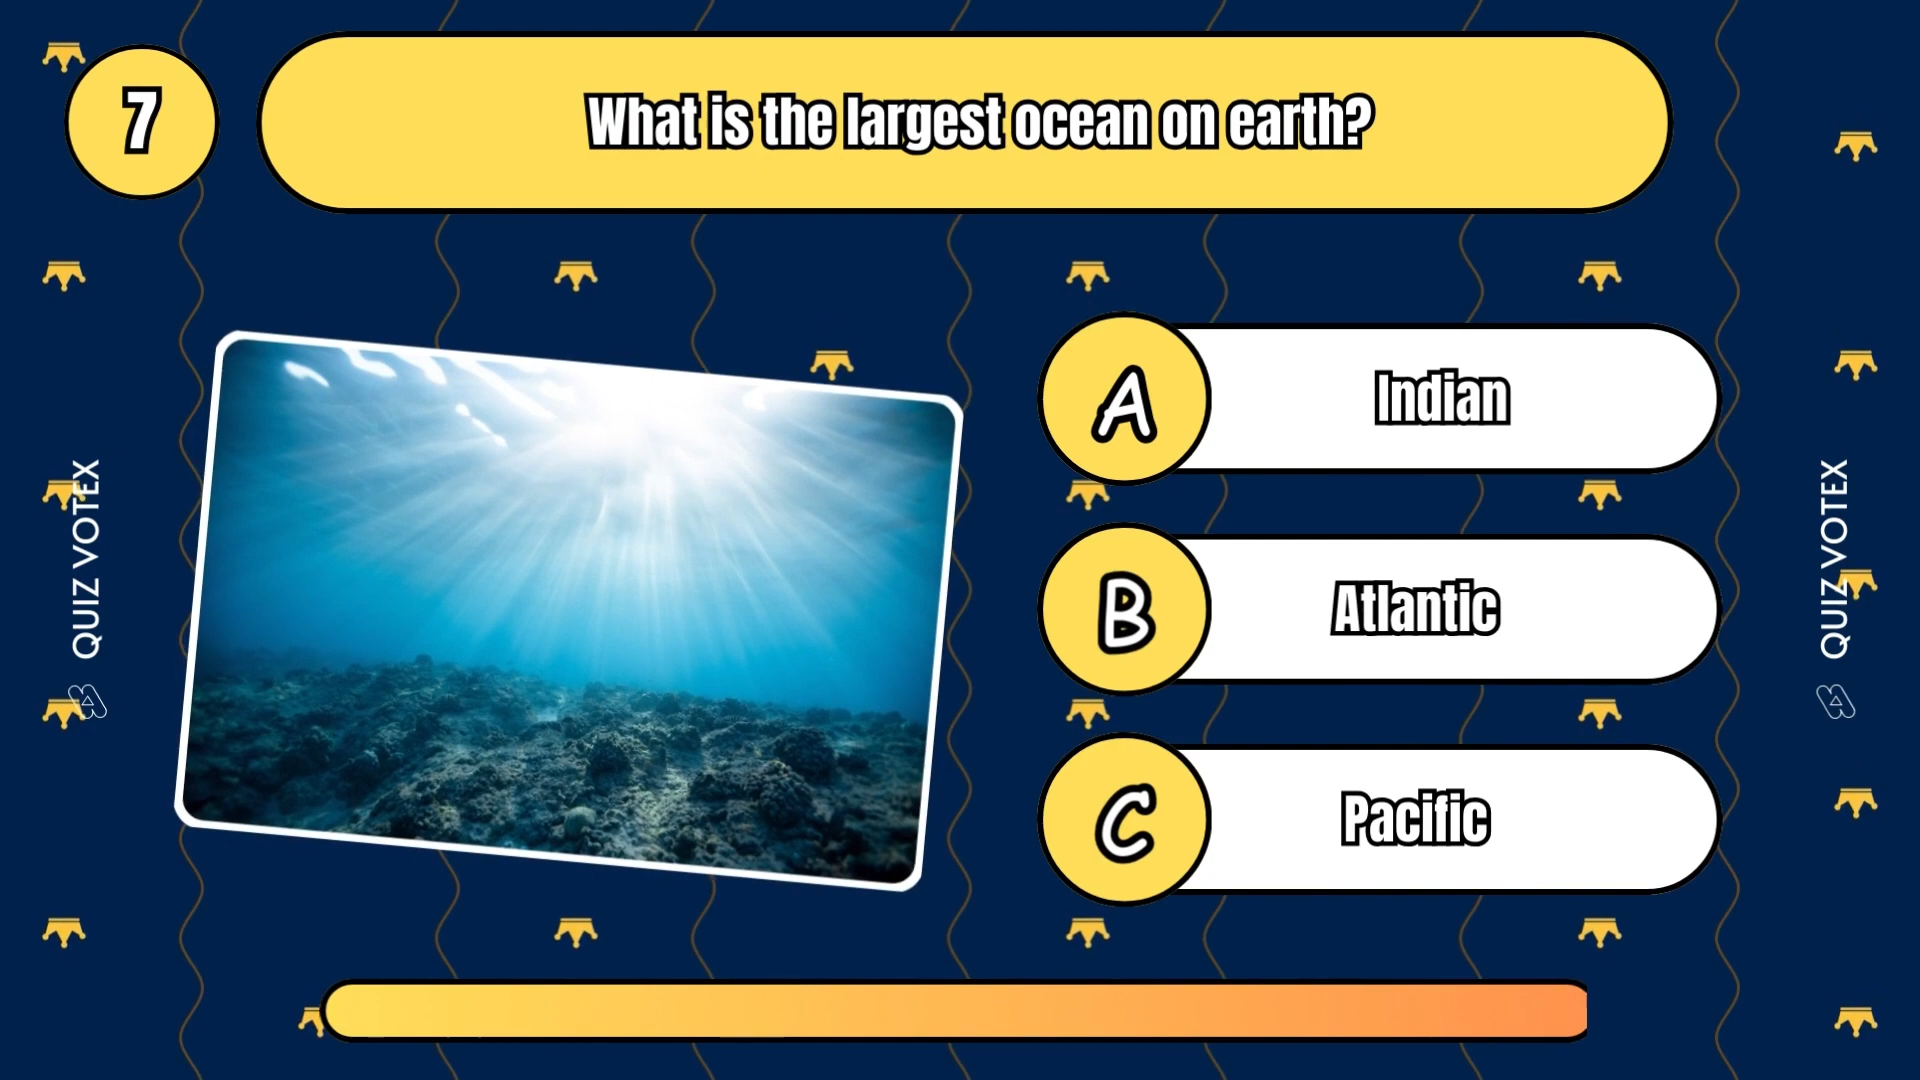 7
What is the largest ocean on earth?
A
Indian
B
Atlantic
C
Pacific
QUIZ VOTEX
QUIZ VOTEX